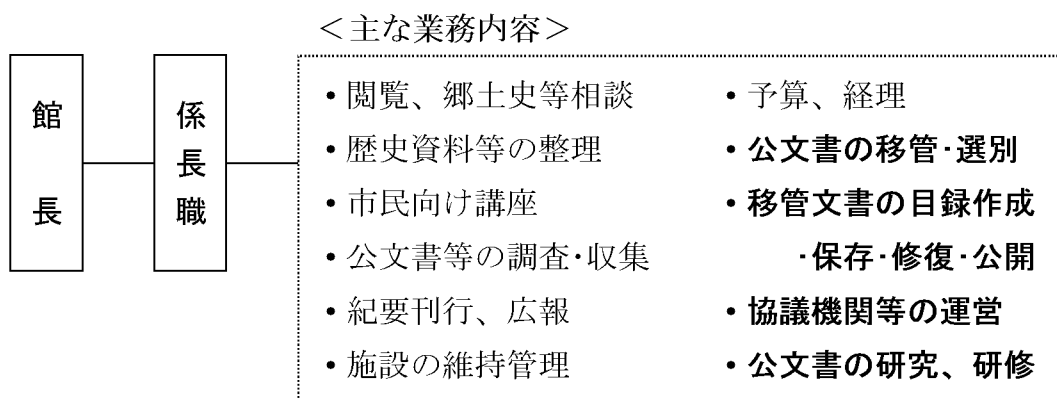 ＜主な業務内容＞
館長
係長職
・閲覧、郷土史等相談
・歴史資料等の整理
・市民向け講座
・公文書等の調査・収集
・紀要刊行、広報
・施設の維持管理
・予算、経理
・公文書の移管・選別
・移管文書の目録作成
・保存・修復・公開
・協議機関等の運営
・公文書の研究、研修